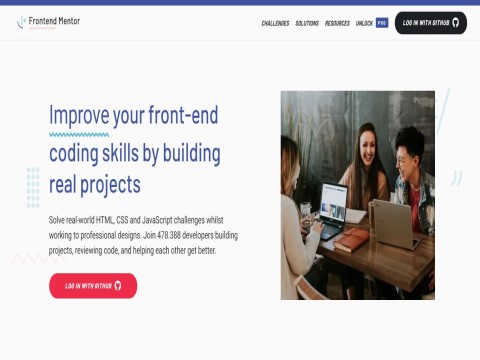 Frontend Mentor
CHALLENGES SOLUTIONS RESOURCES UNLOCK PRO LOG IN WITH GITHUB
Improve your front-end
coding skills by building
real projects
Solve real-world HTML, CSS and JavaScript challenges whilst
working to professional designs. Join 478.388 developers building
projects, reviewing code, and helping each other get better.
LOG IN WITH GITHUB